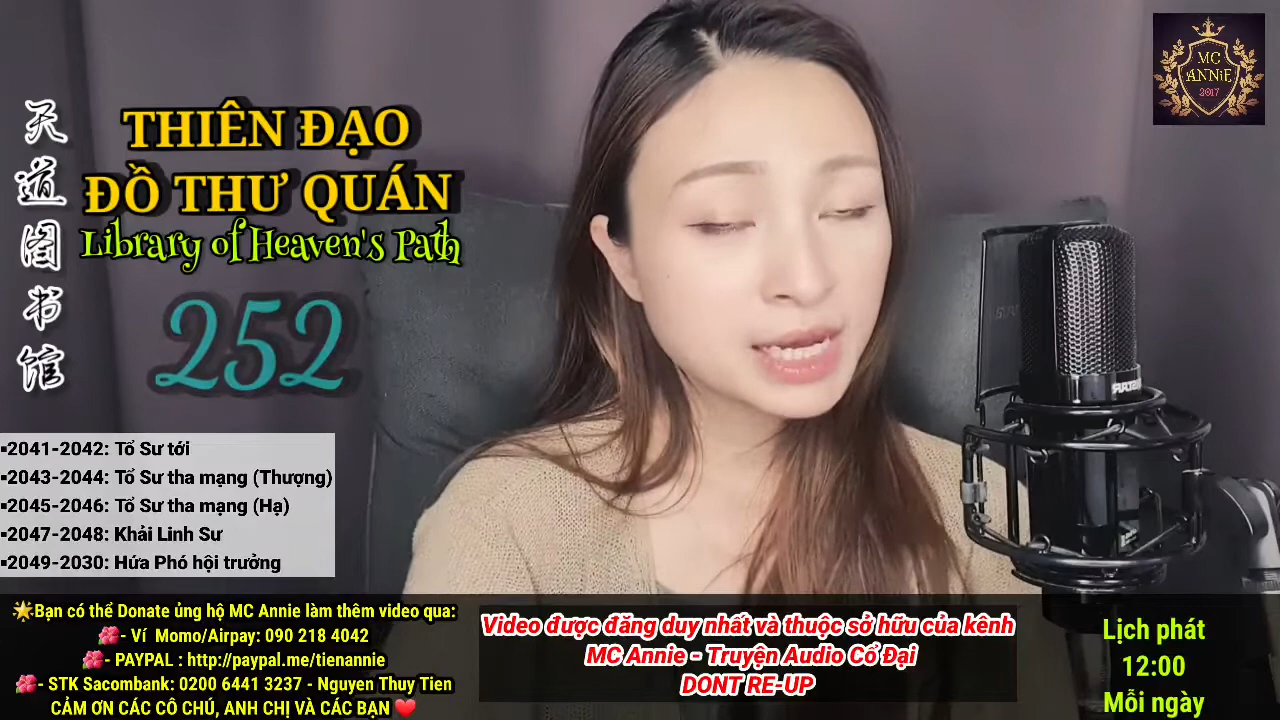 天道图书馆
THIÊN ĐẠO
ĐỒ THƯ QUÁN
Library of Heaven's Path
252
MC
ANNiE
2017
▪2041-2042: Tổ Sư tới
▪2043-2044: Tổ Sư tha mạng (Thượng)
▪2045-2046: Tổ Sư tha mạng (Hạ)
▪2047-2048: Khải Linh Sư
▪2049-2030: Hứa Phó hội trưởng
🌟Bạn có thể Donate ủng hộ MC Annie làm thêm video qua:
🌺- Ví Momo/Airpay: 090 218 4042
🌺- PAYPAL : http://paypal.me/tienannie
🌺- STK Sacombank: 0200 6441 3237 - Nguyen Thuy Tien
CẢM ƠN CÁC CÔ CHÚ, ANH CHỊ VÀ CÁC BẠN ❤️
Video được đăng duy nhất và thuộc sở hữu của kênh
MC Annie - Truyện Audio Cổ Đại
DONT RE-UP
Lịch phát
12:00
Mỗi ngày